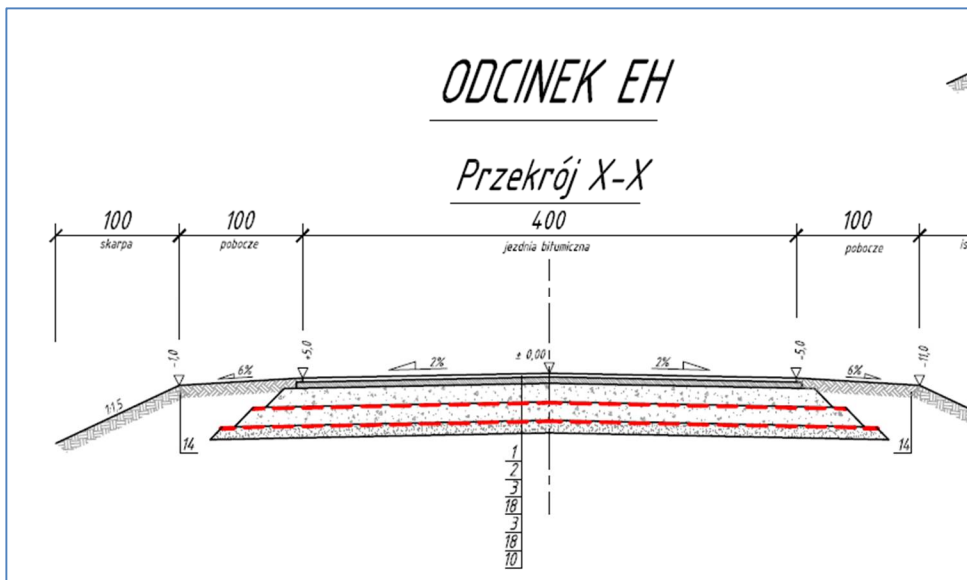 ODCINEK EH
Przekrój X-X
100 100 400 100
skarpa pobocze jezdnia bitumiczna pobocze is
-1,0 +5,0 ± 0,00 -5,0 -11,0
6% 2% 2% 6%
1:1.5
14 14
1
2
3
18
3
18
10